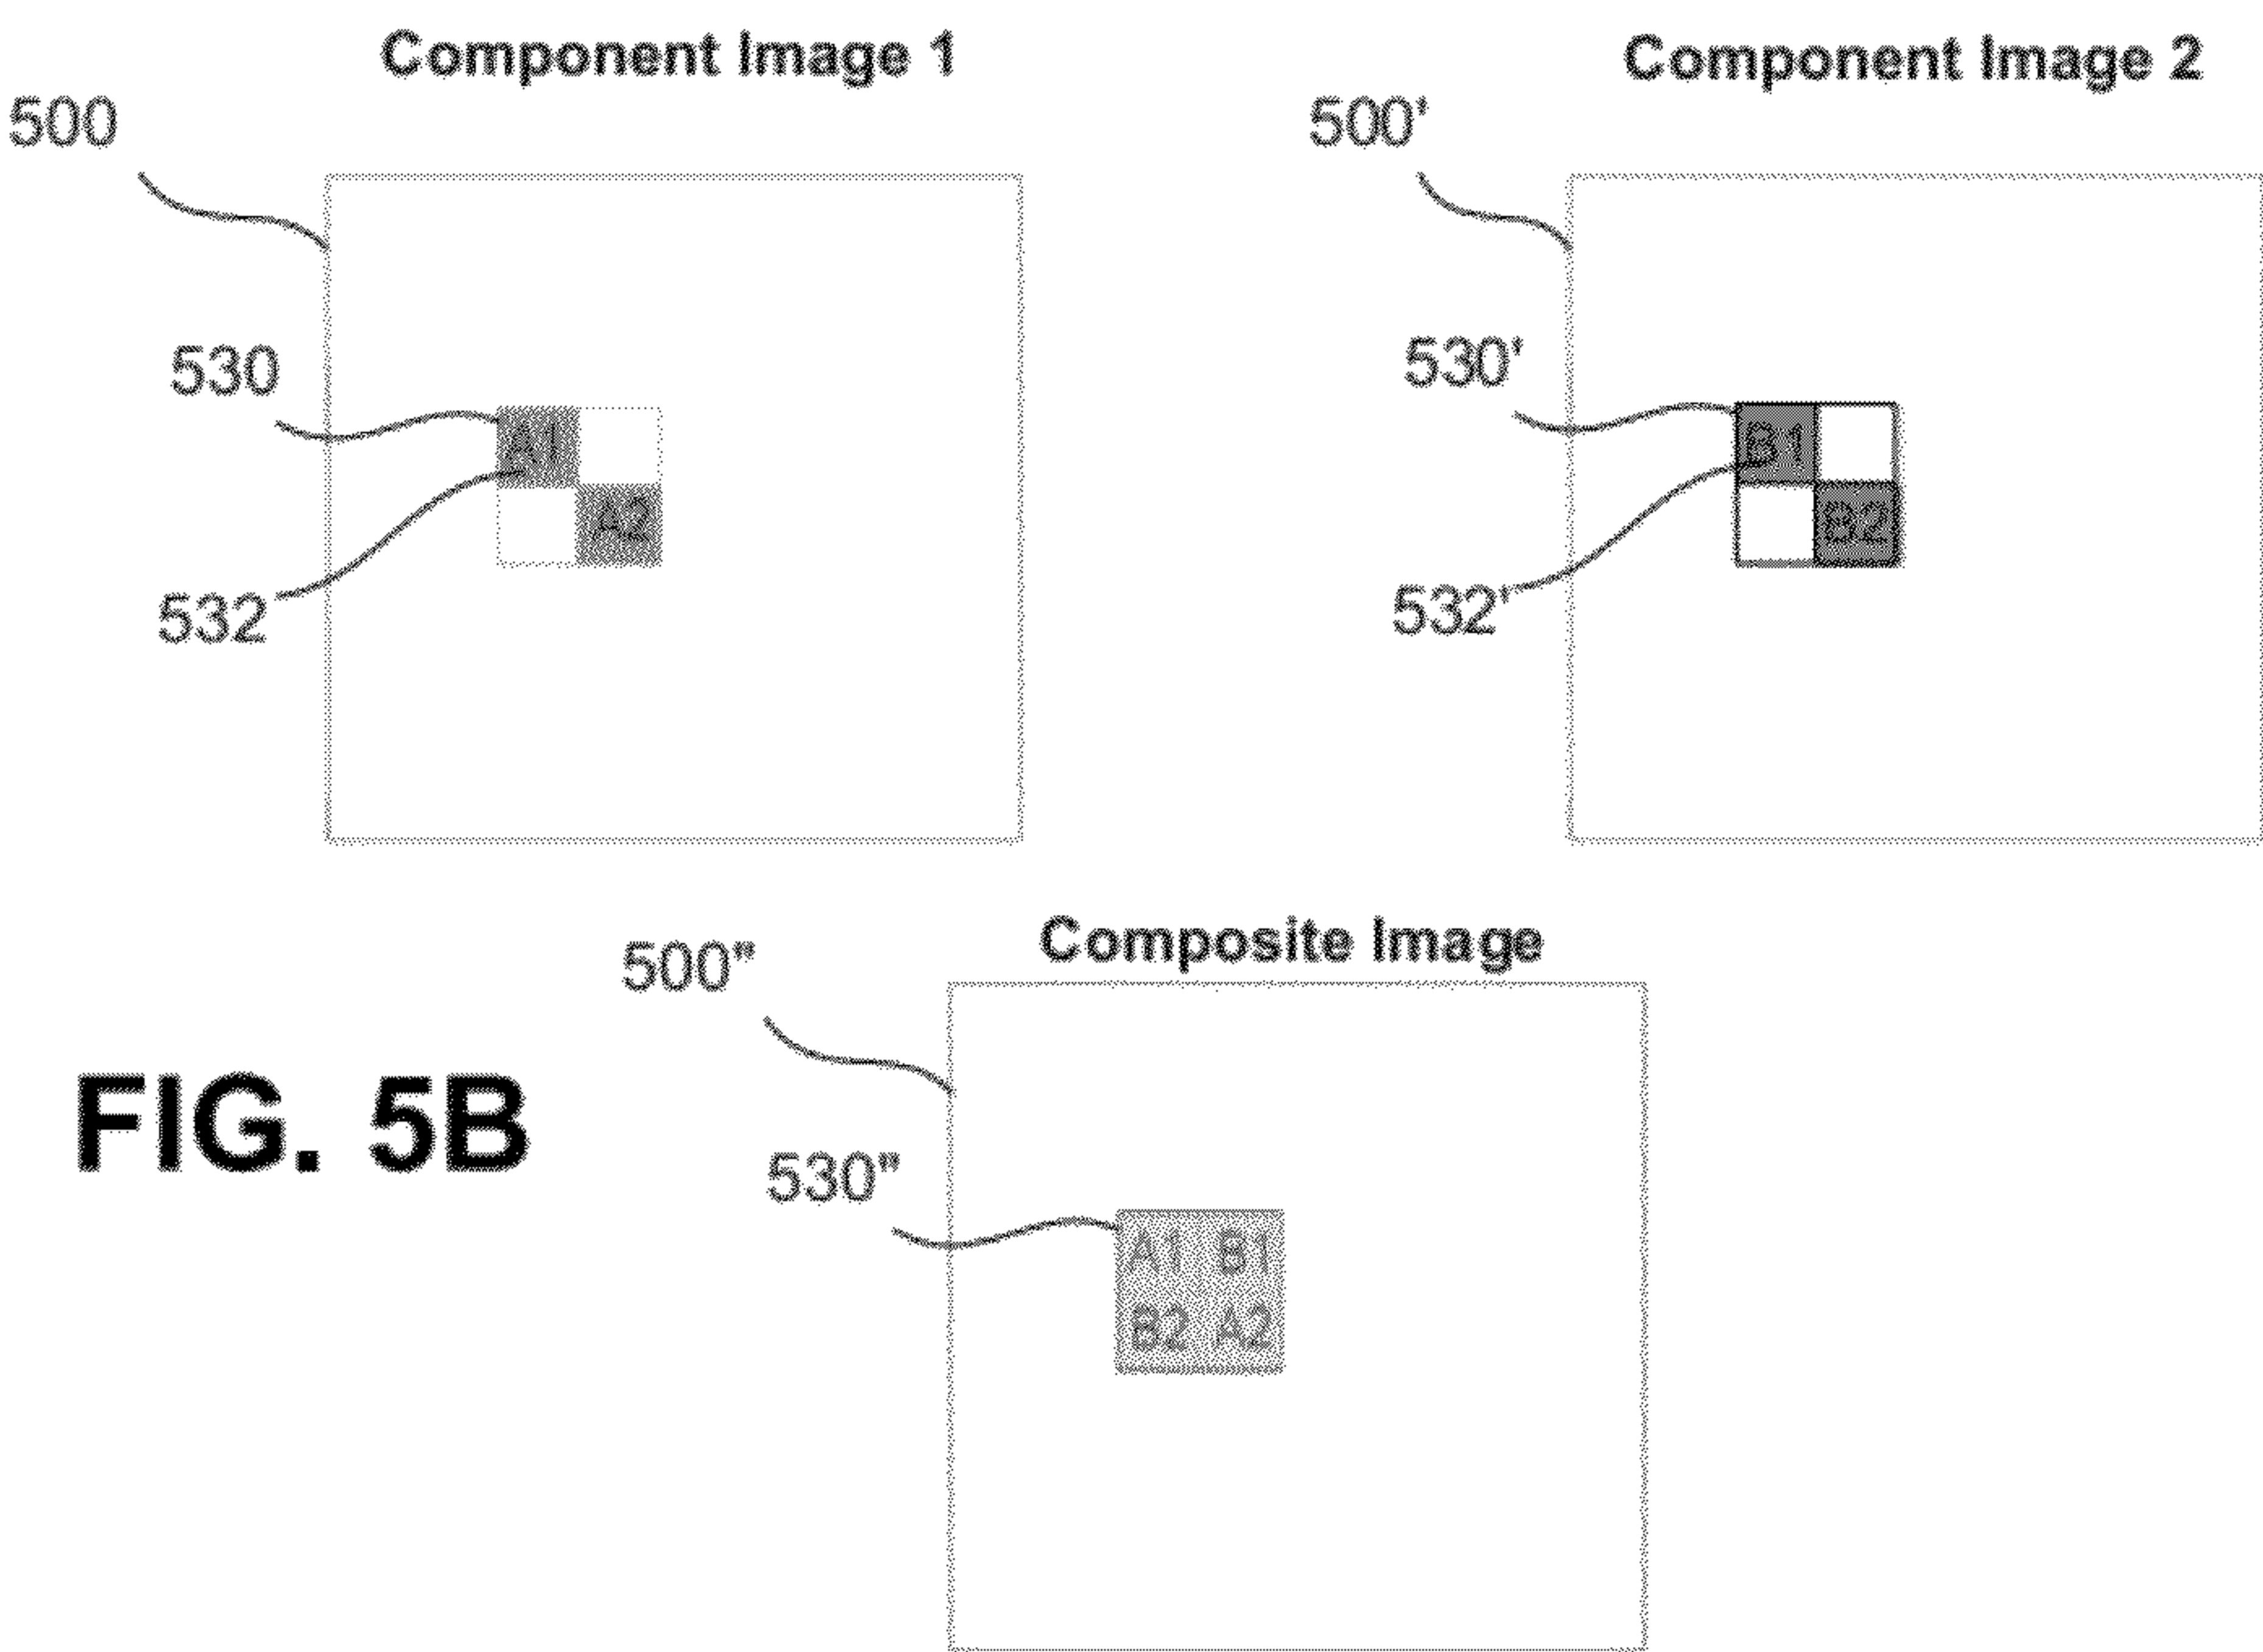 Component Image 1
500
530
A1
A2
532
Component Image 2
500'
530'
B1
B2
532'
Composite Image
500"
530"
A1 B1
B2 A2
FIG. 5B